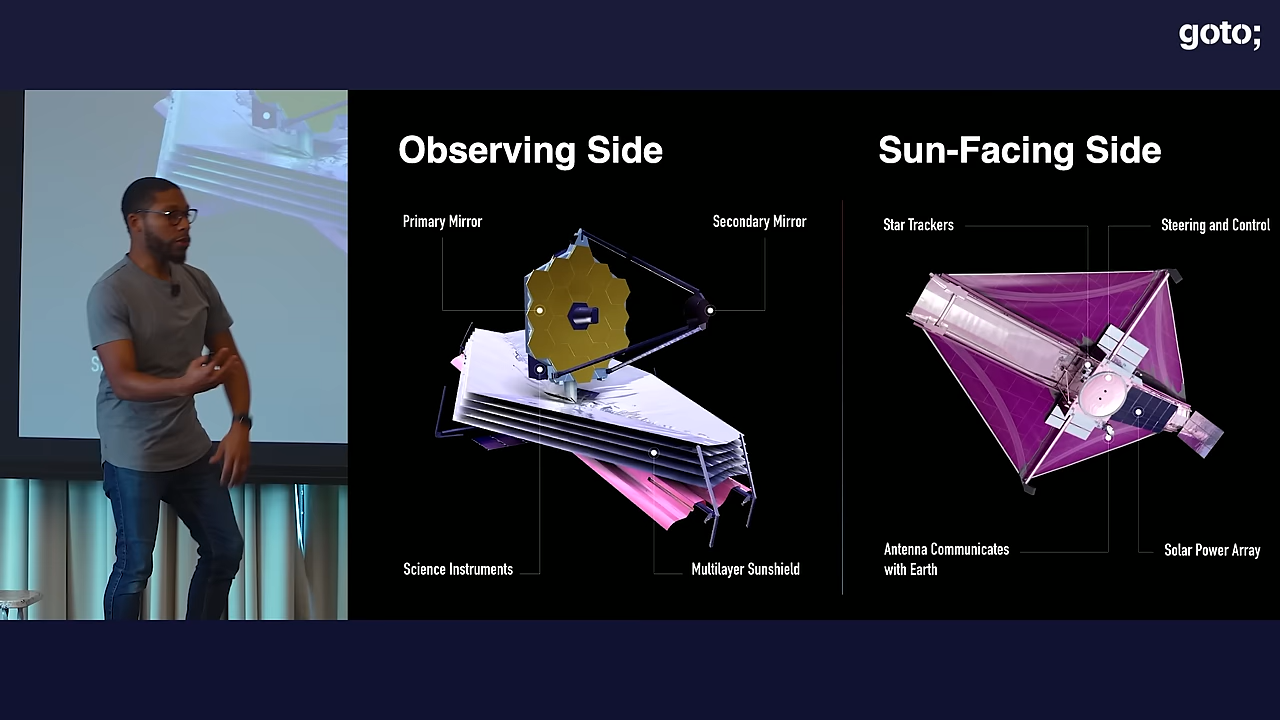 goto;
Observing Side
Sun-Facing Side
Primary Mirror
Secondary Mirror
Star Trackers
Steering and Control
Science Instruments
Multilayer Sunshield
Antenna Communicates
with Earth
Solar Power Array